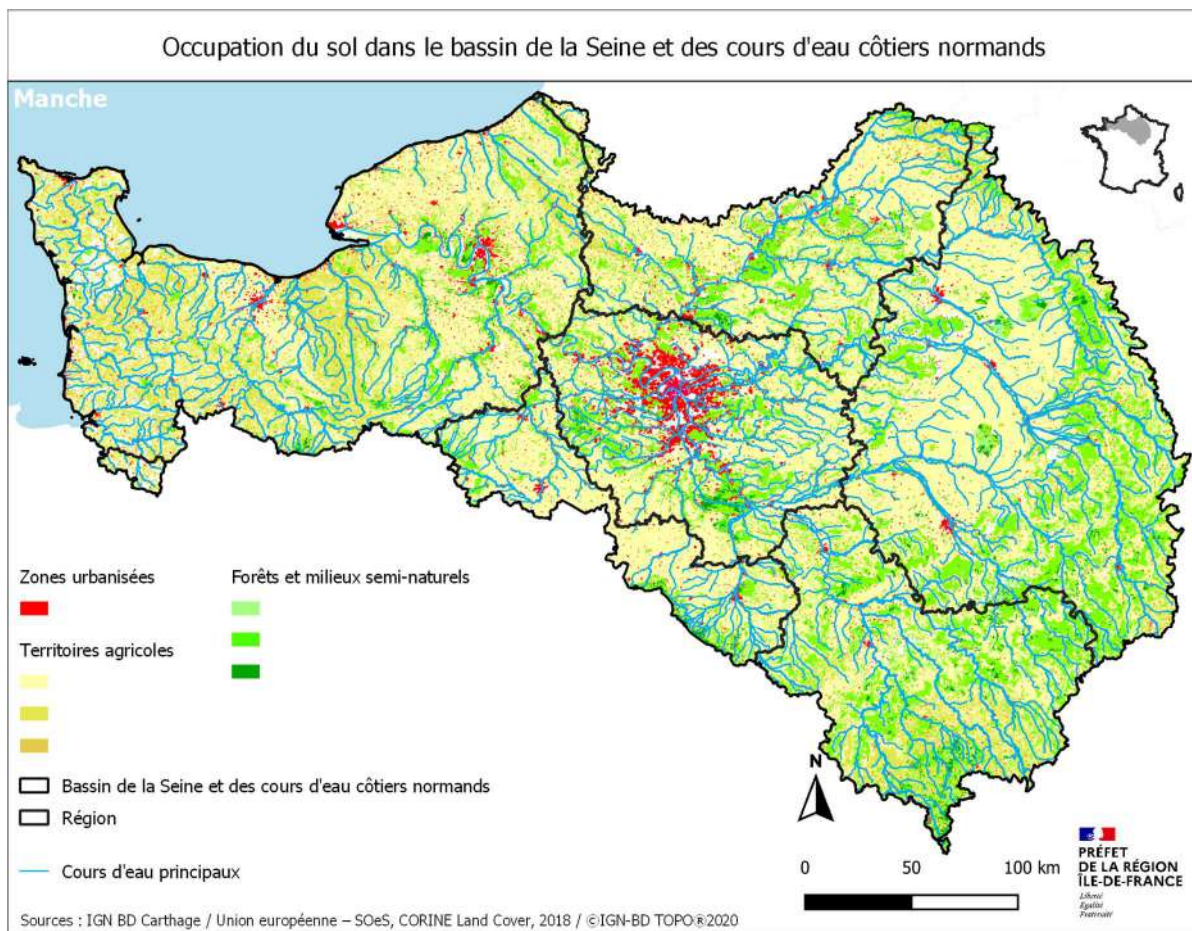 Occupation du sol dans le bassin de la Seine et des cours d'eau côtiers normands
Manche
Zones urbanisées
Forêts et milieux semi-naturels
Territoires agricoles
Bassin de la Seine et des cours d'eau côtiers normands
Région
Cours d'eau principaux
N
0 50 100 km
PRÉFET
DE LA RÉGION
ÎLE-DE-FRANCE
Liberté
Égalité
Fraternité
Sources : IGN BD Carthage / Union européenne – SOeS, CORINE Land Cover, 2018 / ©IGN-BD TOPO®2020